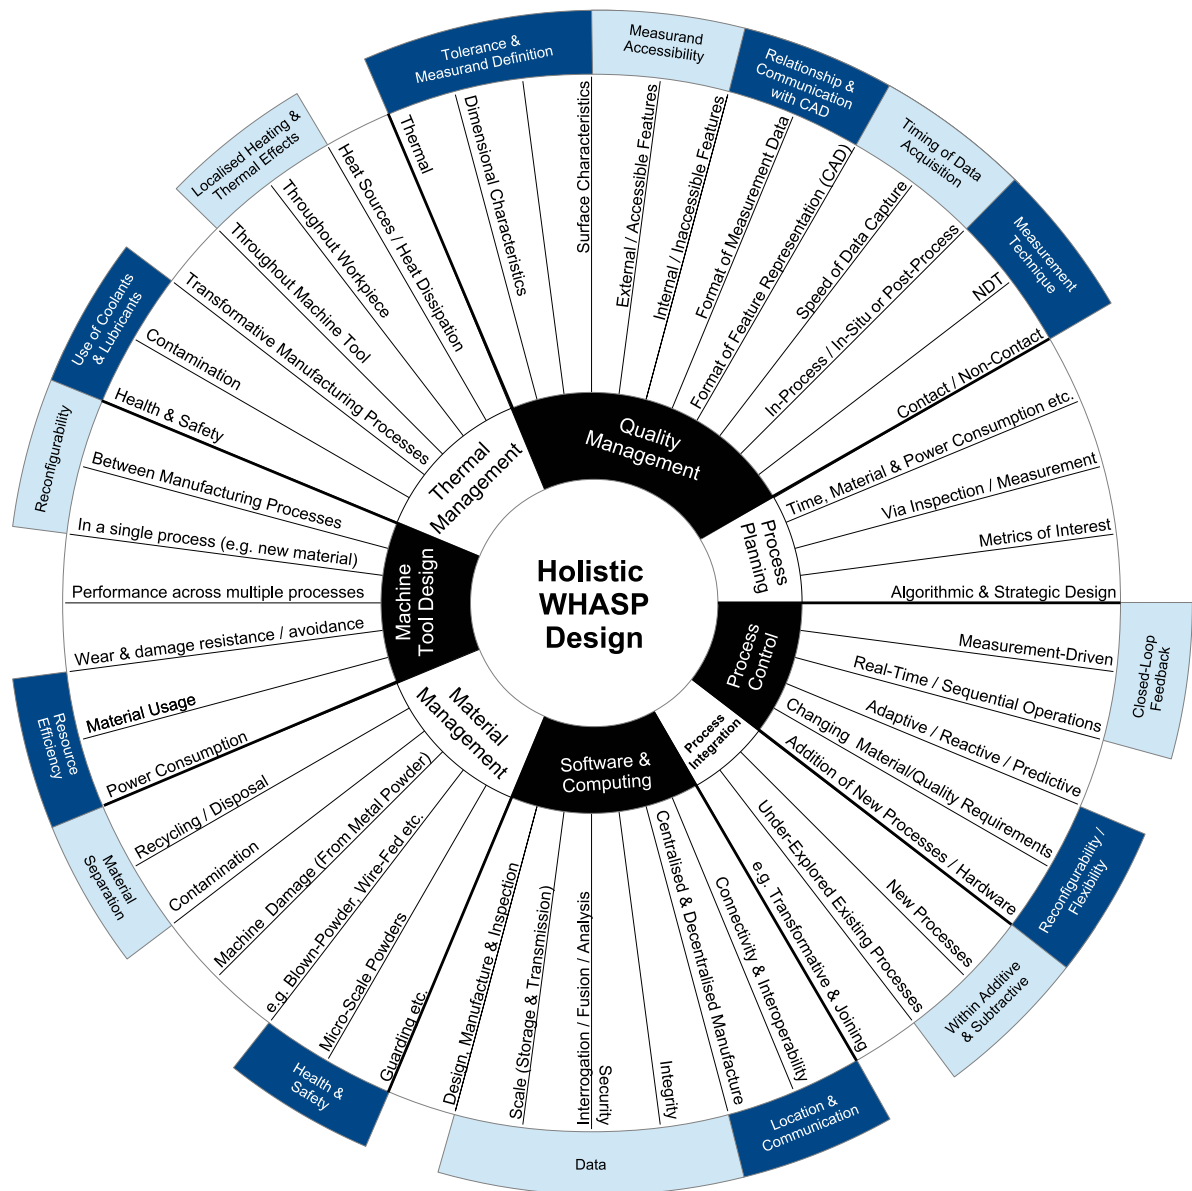 Holistic
WHASP
Design
Quality
Management
Process
Planning
Process
Control
Process
Integration
Software &
Computing
Material
Management
Machine
Tool Design
Thermal
Management
Tolerance &
Measurand Definition
Measurand
Accessibility
Relationship &
Communication
with CAD
Timing of Data
Acquisition
Measurement
Technique
Closed-Loop
Feedback
Reconfigurability /
Flexibility
Within Additive
& Subtractive
Location &
Communication
Data
Health &
Safety
Material
Separation
Resource
Efficiency
Reconfigurability
Use of Coolants
& Lubricants
Localised Heating &
Thermal Effects
Thermal
Dimensional Characteristics
Surface Characteristics
External / Accessible Features
Internal / Inaccessible Features
Format of Measurement Data
Format of Feature Representation (CAD)
Speed of Data Capture
In-Process / In-Situ or Post-Process
NDT
Contact / Non-Contact
Time, Material & Power Consumption etc.
Via Inspection / Measurement
Metrics of Interest
Algorithmic & Strategic Design
Measurement-Driven
Real-Time / Sequential Operations
Adaptive / Reactive / Predictive
Changing Material/Quality Requirements
Addition of New Processes / Hardware
New Processes
Under-Explored Existing Processes
e.g. Transformative & Joining
Connectivity & Interoperability
Centralised & Decentralised Manufacture
Integrity
Security
Interrogation / Fusion / Analysis
Scale (Storage & Transmission)
Design, Manufacture & Inspection
Guarding etc.
Micro-Scale Powders
e.g. Blown-Powder, Wire-Fed etc.
Machine Damage (From Metal Powder)
Contamination
Recycling / Disposal
Power Consumption
Material Usage
Wear & damage resistance / avoidance
Performance across multiple processes
In a single process (e.g. new material)
Between Manufacturing Processes
Health & Safety
Contamination
Transformative Manufacturing Processes
Throughout Machine Tool
Throughout Workpiece
Heat Sources / Heat Dissipation